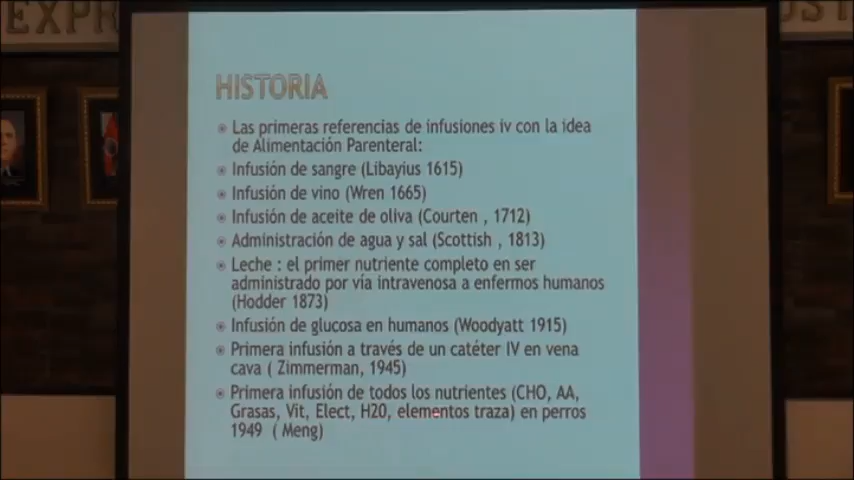 EXPR
HISTORIA
Las primeras referencias de infusiones iv con la idea
de Alimentación Parenteral:
Infusión de sangre (Libayius 1615)
Infusión de vino (Wren 1665)
Infusión de aceite de oliva (Courten , 1712)
Administración de agua y sal (Scottish , 1813)
Leche : el primer nutriente completo en ser
administrado por vía intravenosa a enfermos humanos
(Hodder 1873)
Infusión de glucosa en humanos (Woodyatt 1915)
Primera infusión a través de un catéter IV en vena
cava ( Zimmerman, 1945)
Primera infusión de todos los nutrientes (CHO, AA,
Grasas, Vit, Elect, H20, elementos traza) en perros
1949 ( Meng)